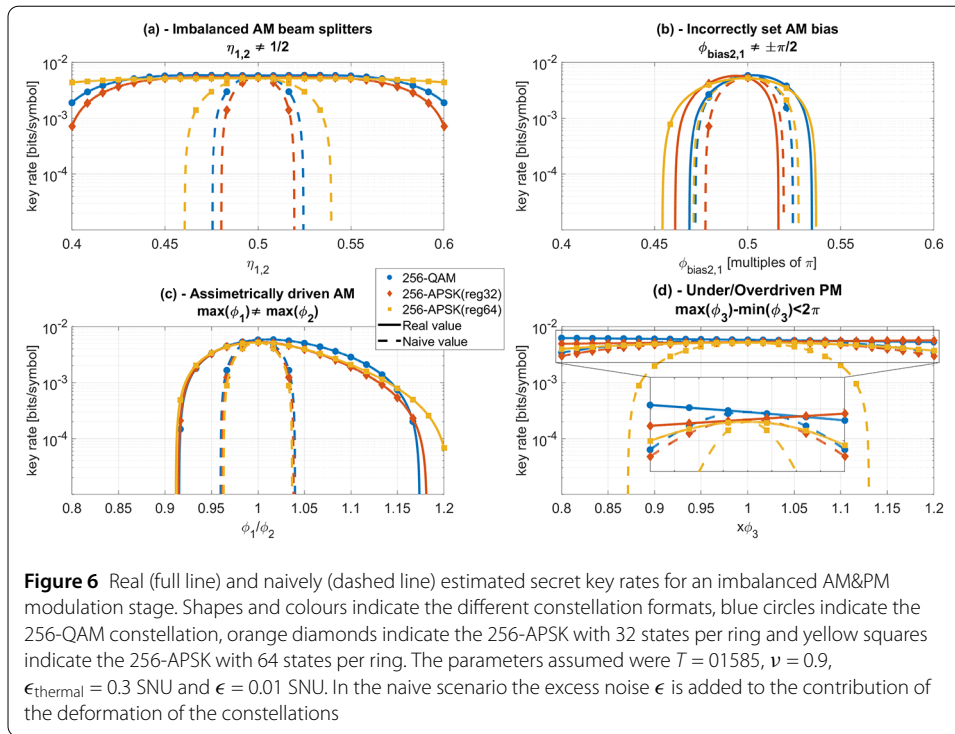 (a) - Imbalanced AM beam splitters
η1,2 ≠ 1/2
key rate [bits/symbol]
10^-2
10^-3
10^-4
0.4 0.45 0.5 0.55 0.6
η1,2
(b) - Incorrectly set AM bias
ϕbias2,1 ≠ ±π/2
key rate [bits/symbol]
10^-2
10^-3
10^-4
0.4 0.45 0.5 0.55 0.6
ϕbias2,1 [multiples of π]
(c) - Assimetrically driven AM
max(ϕ1) ≠ max(ϕ2)
256-QAM
256-APSK(reg32)
256-APSK(reg64)
Real value
Naive value
key rate [bits/symbol]
10^-2
10^-3
10^-4
0.8 0.85 0.9 0.95 1 1.05 1.1 1.15 1.2
ϕ1/ϕ2
(d) - Under/Overdriven PM
max(ϕ3)-min(ϕ3)<2π
key rate [bits/symbol]
10^-2
10^-3
10^-4
0.8 0.85 0.9 0.95 1 1.05 1.1 1.15 1.2
xϕ3
Figure 6 Real (full line) and naively (dashed line) estimated secret key rates for an imbalanced AM&PM
modulation stage. Shapes and colours indicate the different constellation formats, blue circles indicate the
256-QAM constellation, orange diamonds indicate the 256-APSK with 32 states per ring and yellow squares
indicate the 256-APSK with 64 states per ring. The parameters assumed were T = 01585, ν = 0.9,
ϵthermal = 0.3 SNU and ϵ = 0.01 SNU. In the naive scenario the excess noise ϵ is added to the contribution of
the deformation of the constellations